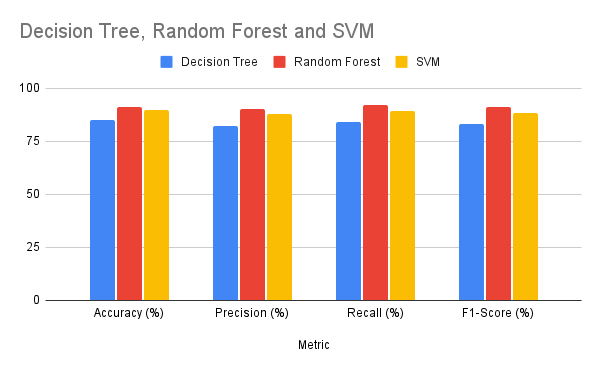 Decision Tree, Random Forest and SVM
Decision Tree Random Forest SVM
100
75
50
25
0
Accuracy (%) Precision (%) Recall (%) F1-Score (%)
Metric